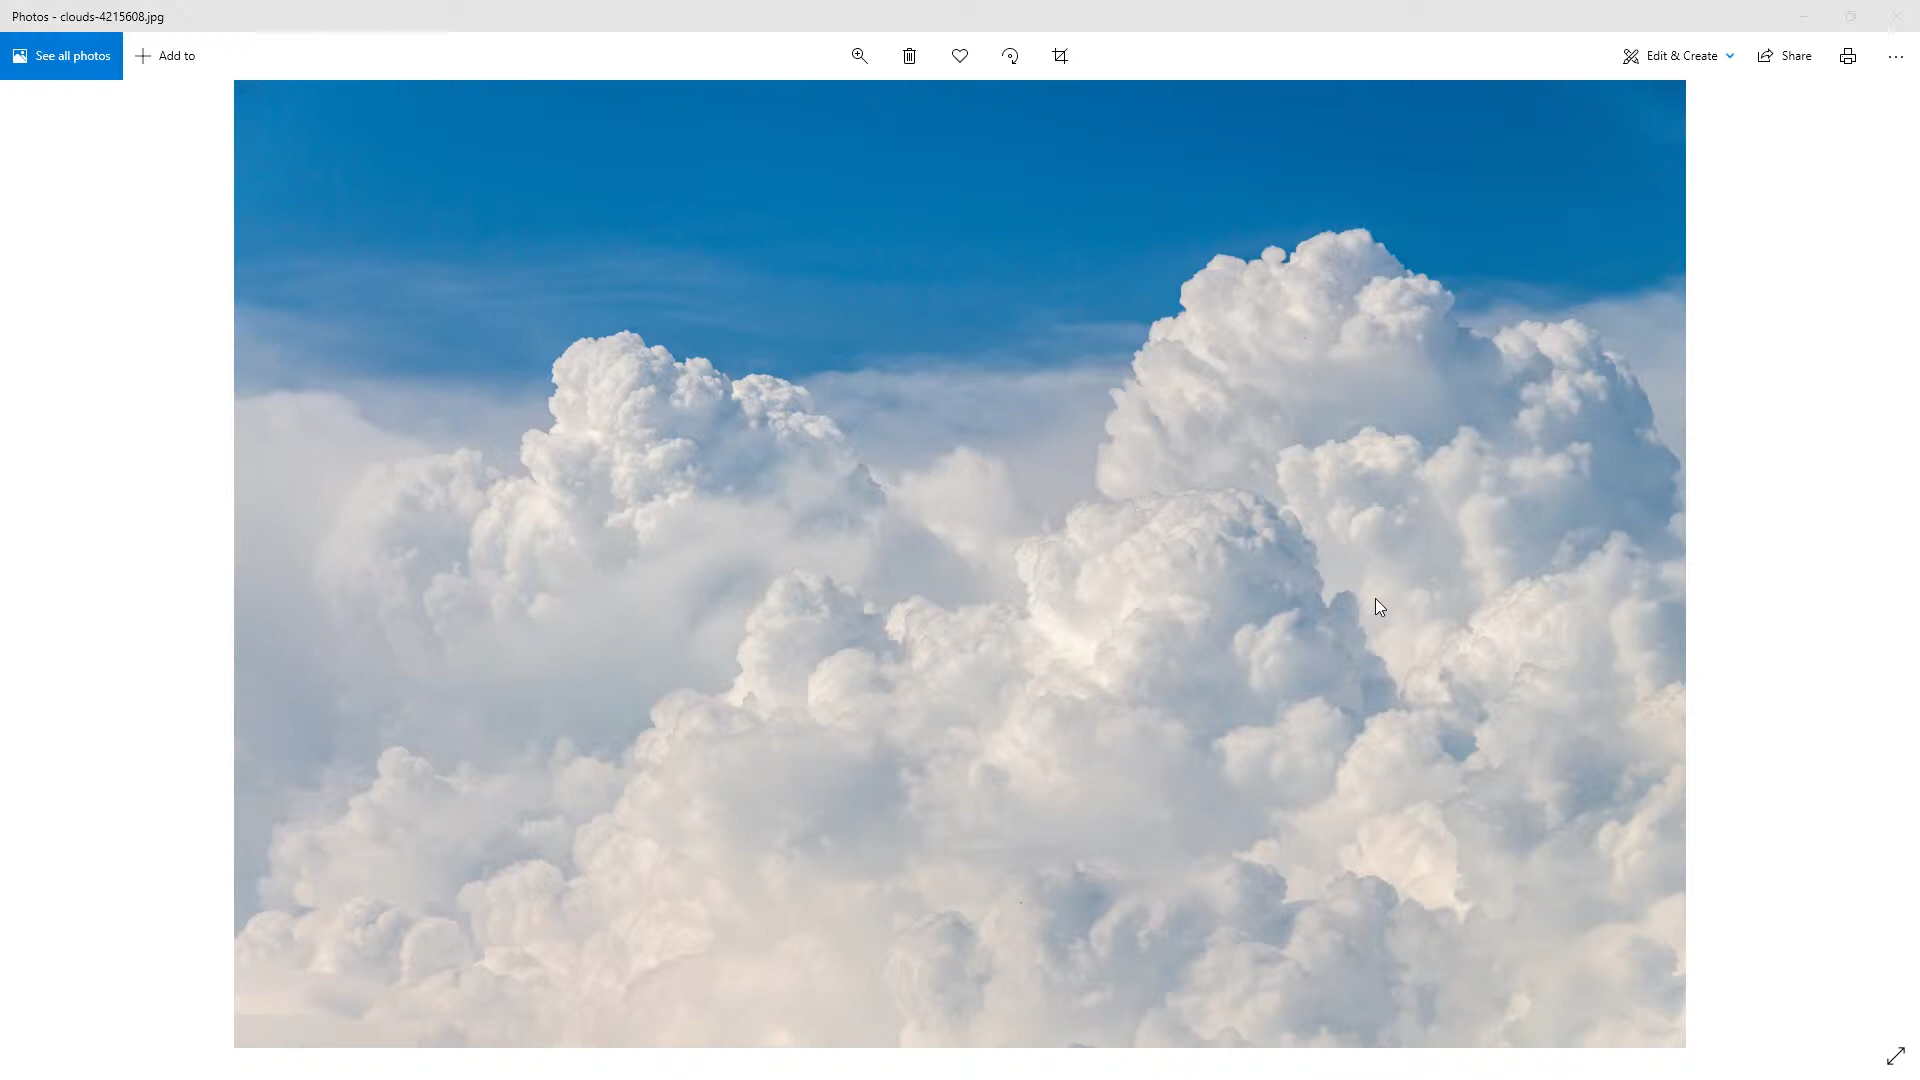 Photos - clouds-4215608.jpg
See all photos
Add to
Edit & Create
Share